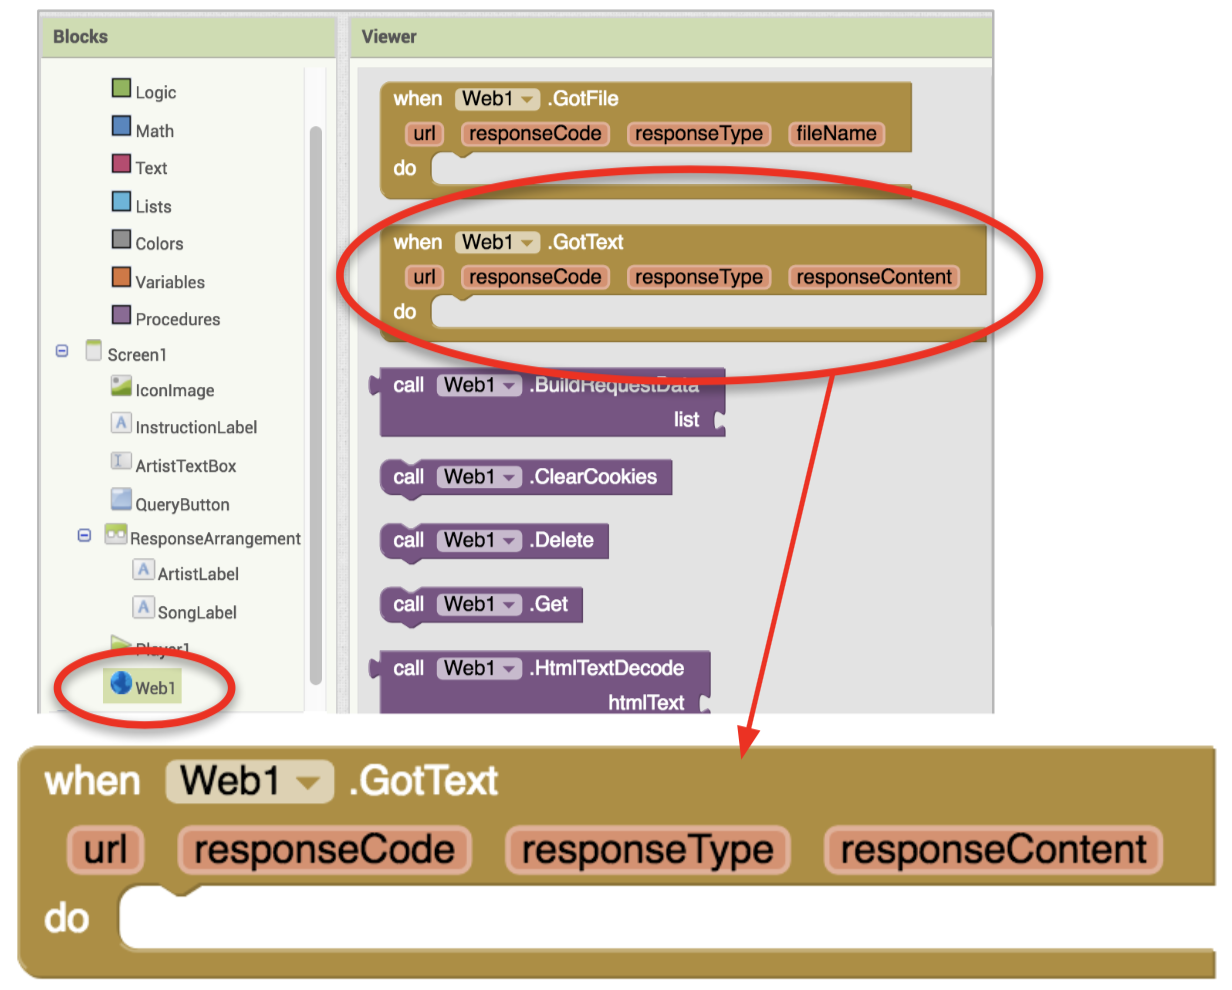 Blocks
Logic
Math
Text
Lists
Colors
Variables
Procedures
Screen1
IconImage
InstructionLabel
ArtistTextBox
QueryButton
ResponseArrangement
ArtistLabel
SongLabel
Player1
Web1
Viewer
when Web1 .GotFile
url responseCode responseType fileName
do
when Web1 .GotText
url responseCode responseType responseContent
do
call Web1 .BuildRequestData
list
call Web1 .ClearCookies
call Web1 .Delete
call Web1 .Get
call Web1 .HtmlTextDecode
htmlText
when Web1 .GotText
url responseCode responseType responseContent
do